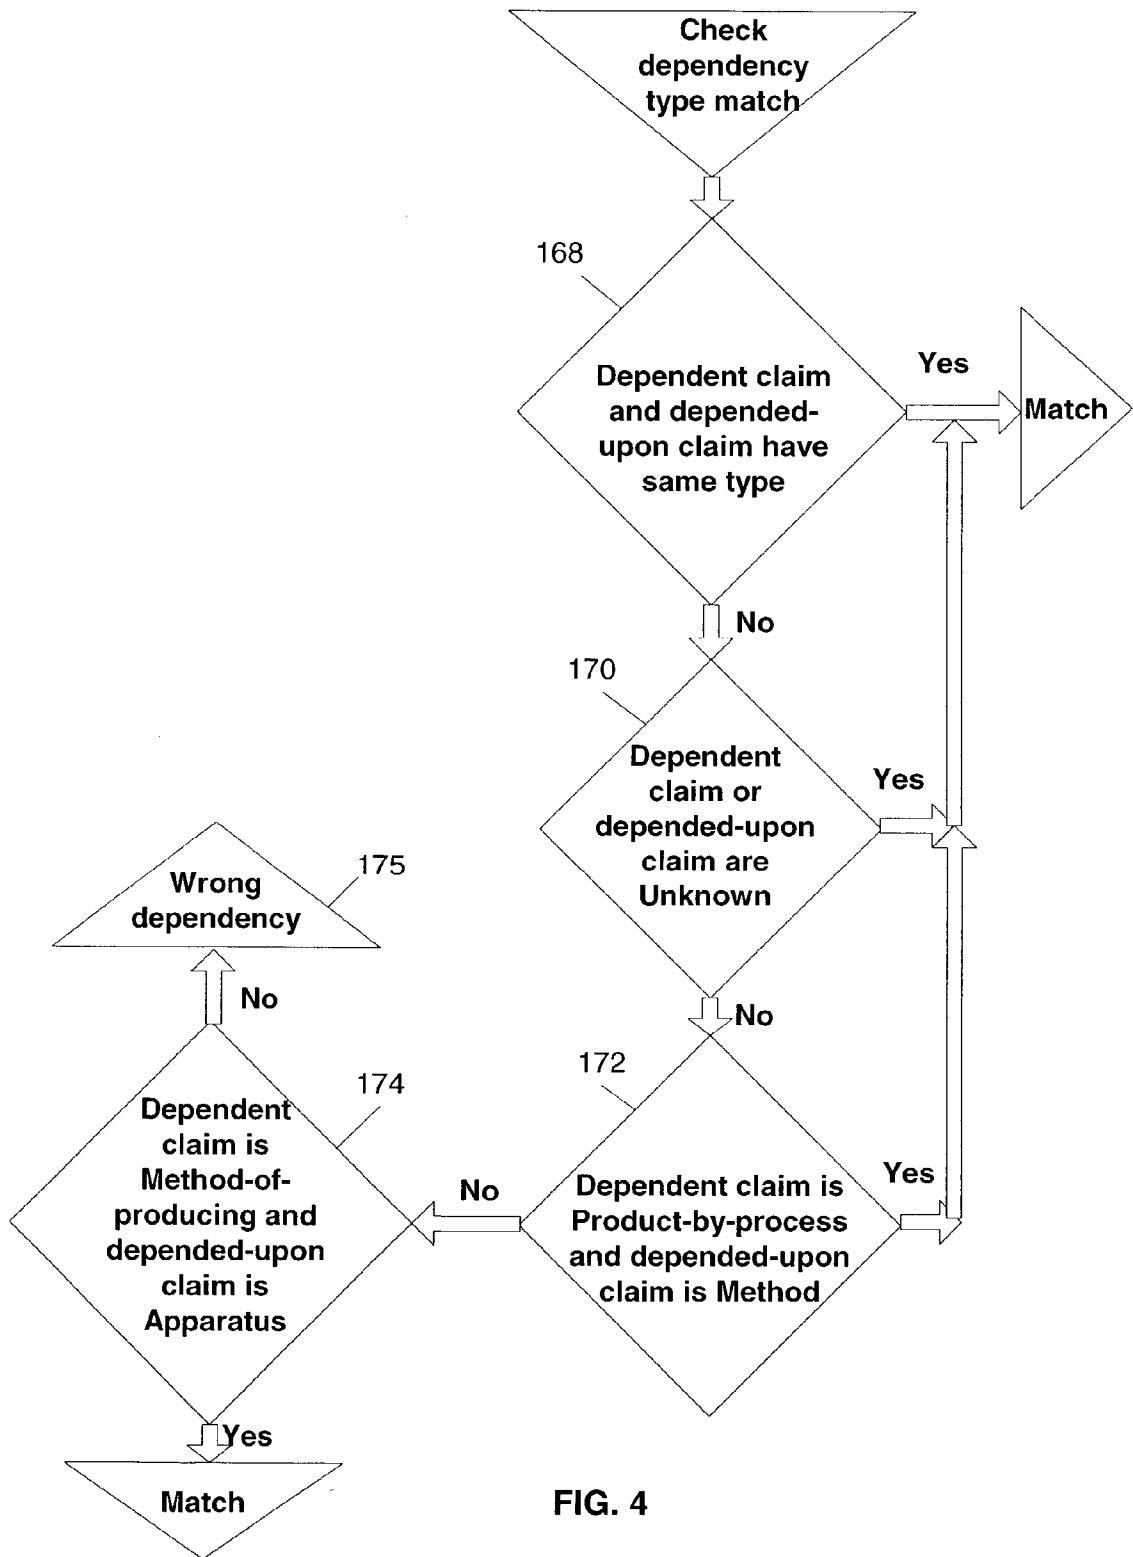 Check
dependency
type match
168
Dependent claim
and depended-
upon claim have
same type
Yes
Match
No
170
Dependent
claim or
depended-upon
claim are
Unknown
Yes
No
172
Dependent claim is
Product-by-process
and depended-upon
claim is Method
Yes
No
174
Dependent
claim is
Method-of-
producing and
depended-upon
claim is
Apparatus
No
175
Wrong
dependency
Yes
Match
FIG. 4